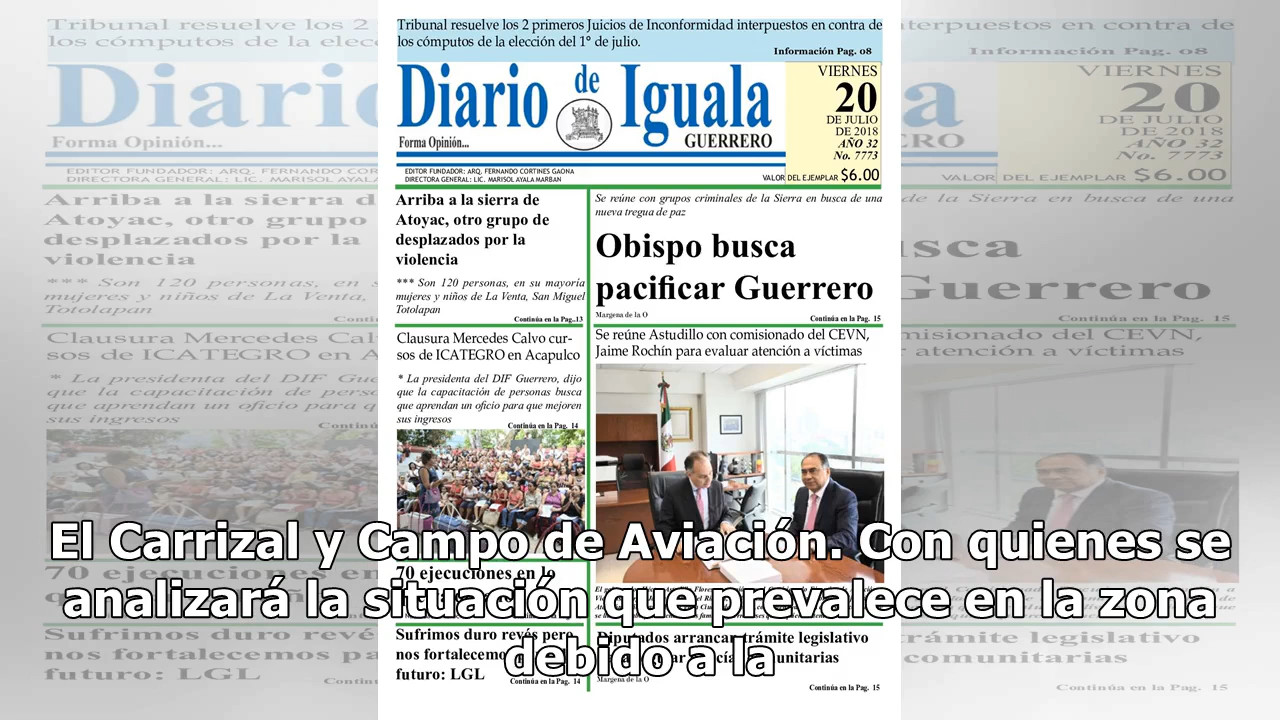 Tribunal resuelve los 2 primeros Juicios de Inconformidad interpuestos en contra de
los cómputos de la elección del 1º de julio.
Información Pag. 08
Diario de Iguala
GUERRERO
Forma Opinión...
VIERNES
20
DE JULIO
DE 2018
AÑO 32
No. 7773
EDITOR FUNDADOR: ARQ. FERNANDO CORTINES GAONA
DIRECTORA GENERAL: LIC. MARISOL AYALA MARBAN
VALOR DEL EJEMPLAR $6.00
Arriba a la sierra de
Atoyac, otro grupo de
desplazados por la
violencia
*** Son 120 personas, en su mayoría
mujeres y niños de La Venta, San Miguel
Totolapan
Continúa en la Pag..13
Clausura Mercedes Calvo cur-
sos de ICATEGRO en Acapulco
* La presidenta del DIF Guerrero, dijo
que la capacitación de personas busca
que aprendan un oficio para que mejoren
sus ingresos
Continúa en la Pag. 14
70 ejecuciones en lo
Sufrimos duro revés pero
nos fortalecemos
futuro: LGL
Continúa en la Pag. 14
Se reúne con grupos criminales de la Sierra en busca de una
nueva tregua de paz
Obispo busca
pacificar Guerrero
Margena de la O
Continúa en la Pag. 15
Se reúne Astudillo con comisionado del CEVN,
Jaime Rochín para evaluar atención a víctimas
Diputados arrancan trámite legislativo
Margena de la O
Continúa en la Pag. 15
El Carrizal y Campo de Aviación. Con quienes se
analizará la situación que prevalece en la zona
debido a la